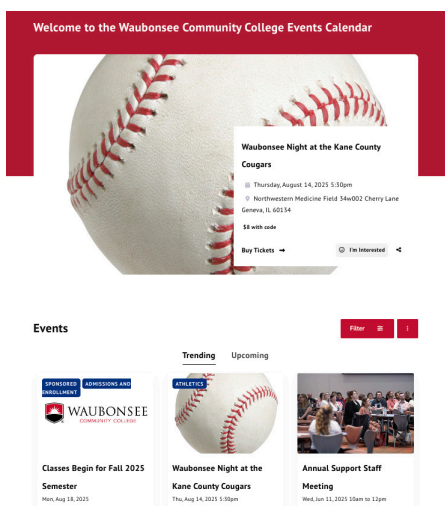 Welcome to the Waubonsee Community College Events Calendar
Waubonsee Night at the Kane County
Cougars
Thursday, August 14, 2025 5:30pm
Northwestern Medicine Field 34w002 Cherry Lane
Geneva, IL 60134
$8 with code
Buy Tickets →
I'm Interested
Events
Filter
Trending
Upcoming
SPONSORED
ADMISSIONS AND
ENROLLMENT
WAUBONSEE
COMMUNITY COLLEGE
Classes Begin for Fall 2025
Semester
Mon, Aug 18, 2025
ATHLETICS
Waubonsee Night at the
Kane County Cougars
Thu, Aug 14, 2025 5:30pm
Annual Support Staff
Meeting
Wed, Jun 11, 2025 10am to 12pm